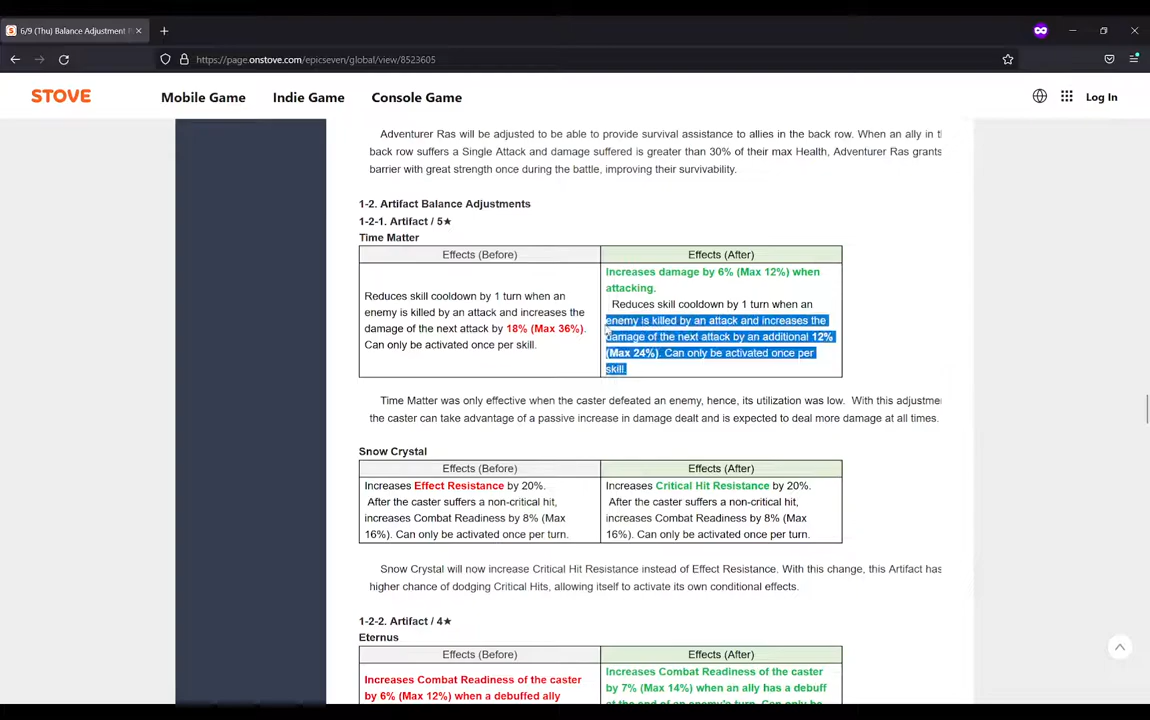 6/9 (Thu) Balance Adjustment
https://page.onstove.com/epicseven/global/view/8523605
STOVE
Mobile Game
Indie Game
Console Game
Log In
Adventurer Ras will be adjusted to be able to provide survival assistance to allies in the back row. When an ally in
back row suffers a Single Attack and damage suffered is greater than 30% of their max Health, Adventurer Ras grants
barrier with great strength once during the battle, improving their survivability.
1-2. Artifact Balance Adjustments
1-2-1. Artifact / 5★
Time Matter
Effects (Before)
Effects (After)
Reduces skill cooldown by 1 turn when an
enemy is killed by an attack and increases the
damage of the next attack by 18% (Max 36%).
Can only be activated once per skill.
Increases damage by 6% (Max 12%) when
attacking.
Reduces skill cooldown by 1 turn when an
enemy is killed by an attack and increases the
damage of the next attack by an additional 12%
(Max 24%). Can only be activated once per
skill.
Time Matter was only effective when the caster defeated an enemy, hence, its utilization was low. With this adjustme
the caster can take advantage of a passive increase in damage dealt and is expected to deal more damage at all times.
Snow Crystal
Effects (Before)
Effects (After)
Increases Effect Resistance by 20%.
After the caster suffers a non-critical hit,
increases Combat Readiness by 8% (Max
16%). Can only be activated once per turn.
Increases Critical Hit Resistance by 20%.
After the caster suffers a non-critical hit,
increases Combat Readiness by 8% (Max
16%). Can only be activated once per turn.
Snow Crystal will now increase Critical Hit Resistance instead of Effect Resistance. With this change, this Artifact has
higher chance of dodging Critical Hits, allowing itself to activate its own conditional effects.
1-2-2. Artifact / 4★
Eternus
Effects (Before)
Effects (After)
Increases Combat Readiness of the caster
by 6% (Max 12%) when a debuffed ally
Increases Combat Readiness of the caster
by 7% (Max 14%) when an ally has a debuff
at the end of an enemy's turn. Can only be